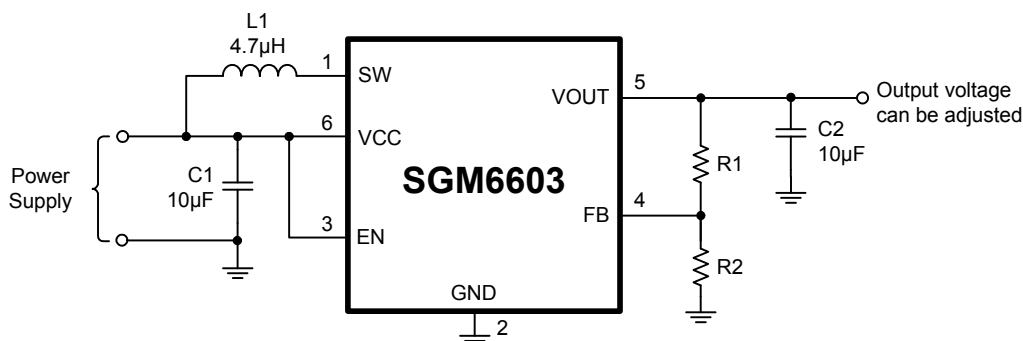 L1
4.7µH
1
SW
6
VCC
C1
10µF
Power
Supply
3
EN
SGM6603
GND
2
VOUT
5
Output voltage
can be adjusted
C2
10µF
R1
FB
4
R2